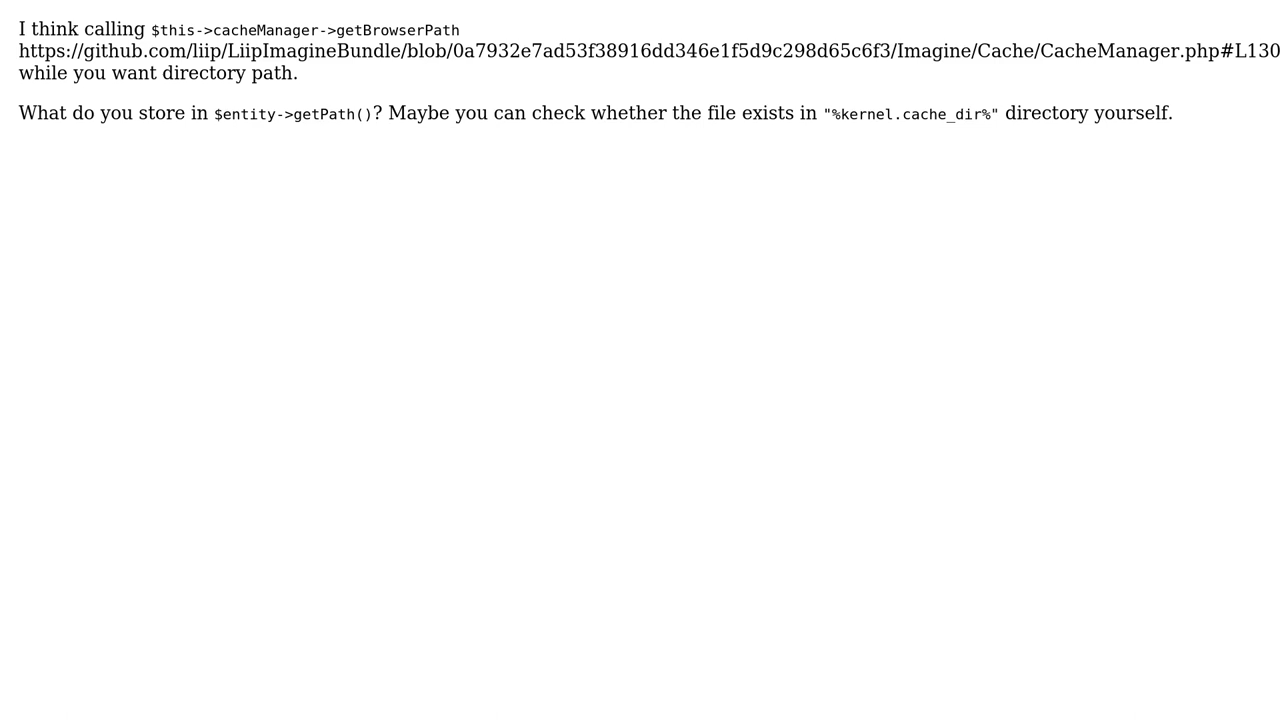 I think calling $this->cacheManager->getBrowserPath
https://github.com/liip/LiipImagineBundle/blob/0a7932e7ad53f38916dd346e1f5d9c298d65c6f3/Imagine/Cache/CacheManager.php#L130
while you want directory path.
What do you store in $entity->getPath()? Maybe you can check whether the file exists in "%kernel.cache_dir%" directory yourself.